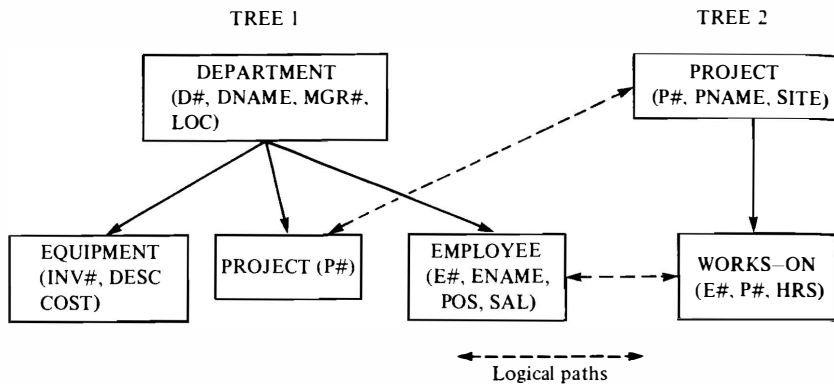 TREE 1
TREE 2
DEPARTMENT
(D#, DNAME, MGR#,
LOC)
PROJECT
(P#, PNAME, SITE)
EQUIPMENT
(INV#, DESC
COST)
PROJECT (P#)
EMPLOYEE
(E#, ENAME,
POS, SAL)
WORKS–ON
(E#, P#, HRS)
Logical paths